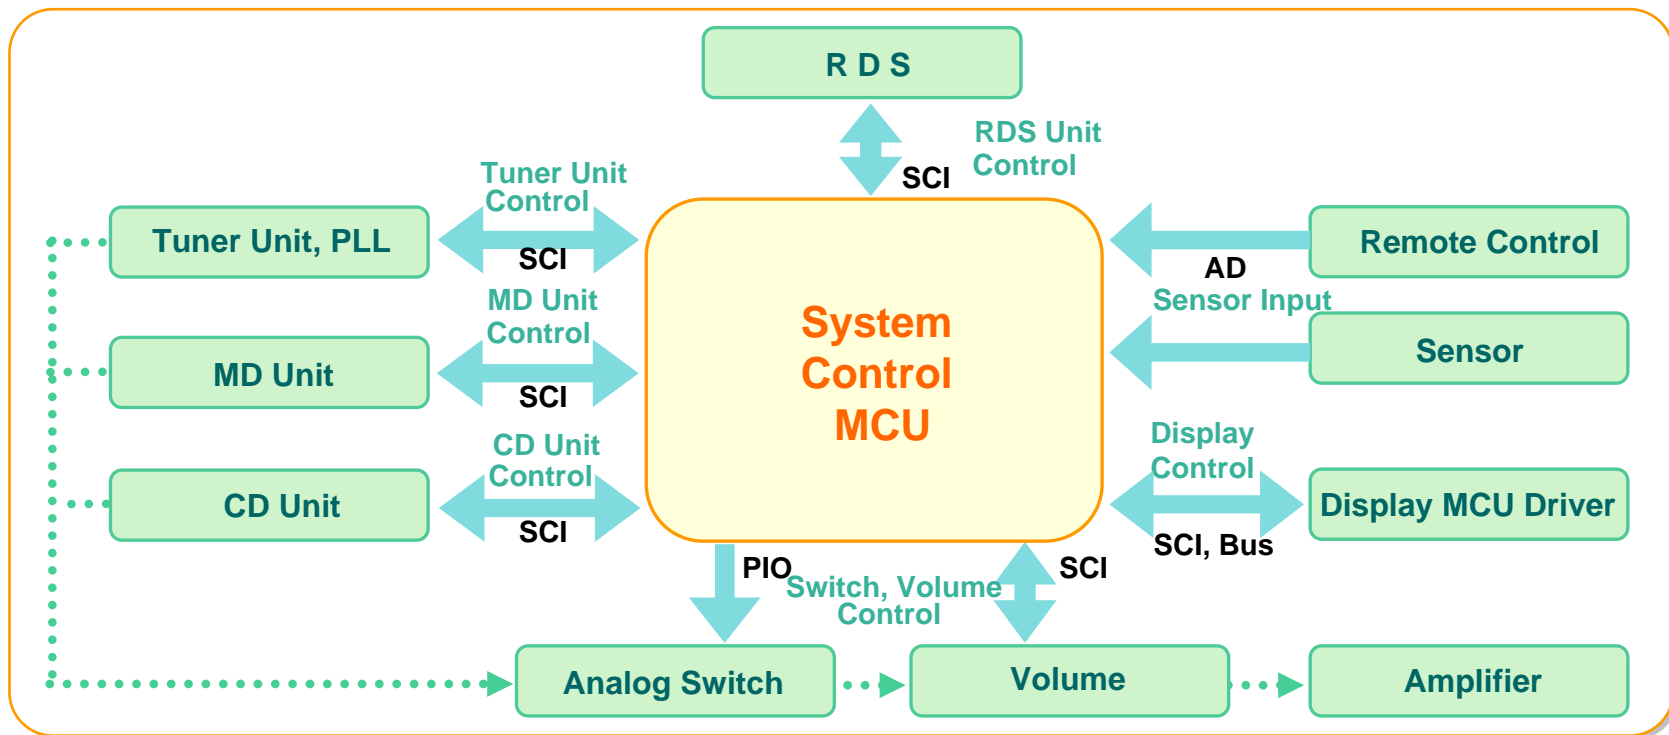 R D S
RDS Unit
Control
SCI
Tuner Unit
Control
Tuner Unit, PLL
SCI
Remote Control
AD
MD Unit
Control
Sensor Input
System
Control
MCU
Sensor
MD Unit
SCI
CD Unit
Control
Display
Control
CD Unit
SCI
Display MCU Driver
SCI, Bus
PIO
SCI
Switch, Volume
Control
Analog Switch
Volume
Amplifier